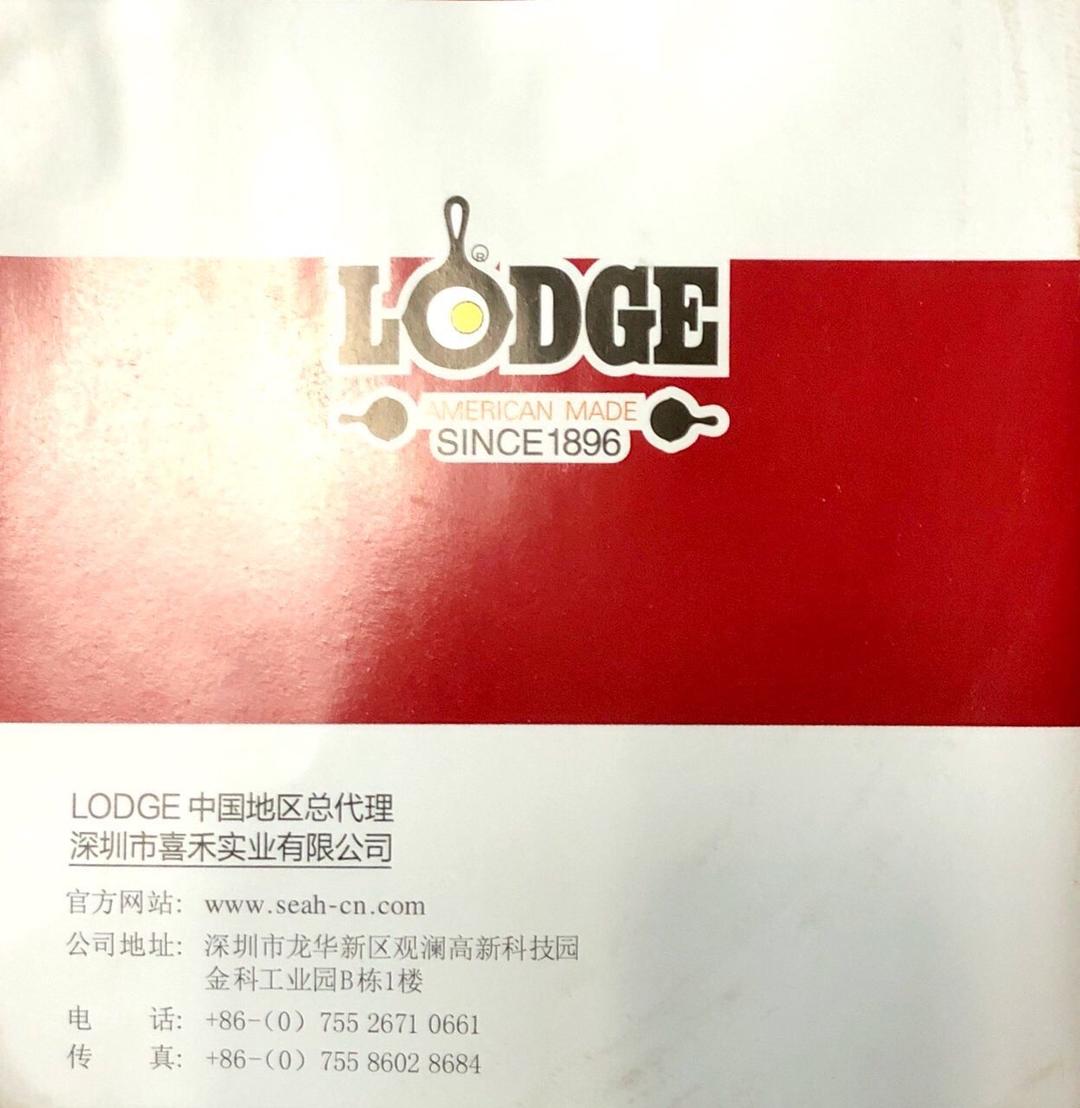 LODGE®
AMERICAN MADE
SINCE 1896
LODGE 中国地区总代理
深圳市喜禾实业有限公司
官方网站: www.seah-cn.com
公司地址: 深圳市龙华新区观澜高新科技园
金科工业园B栋1楼
电 话: +86-(0) 755 2671 0661
传 真: +86-(0) 755 8602 8684